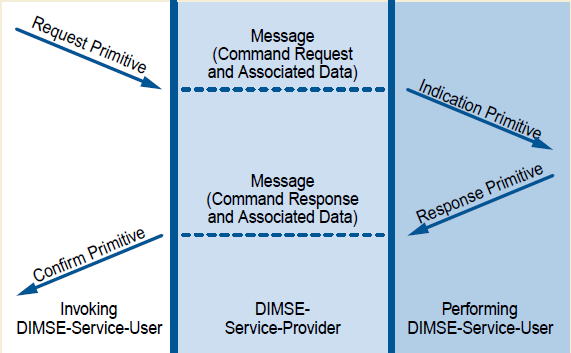 Request Primitive
Message
(Command Request
and Associated Data)
Indication Primitive
Message
(Command Response
and Associated Data)
Response Primitive
Confirm Primitive
Invoking
DIMSE-Service-User
DIMSE-
Service-Provider
Performing
DIMSE-Service-User